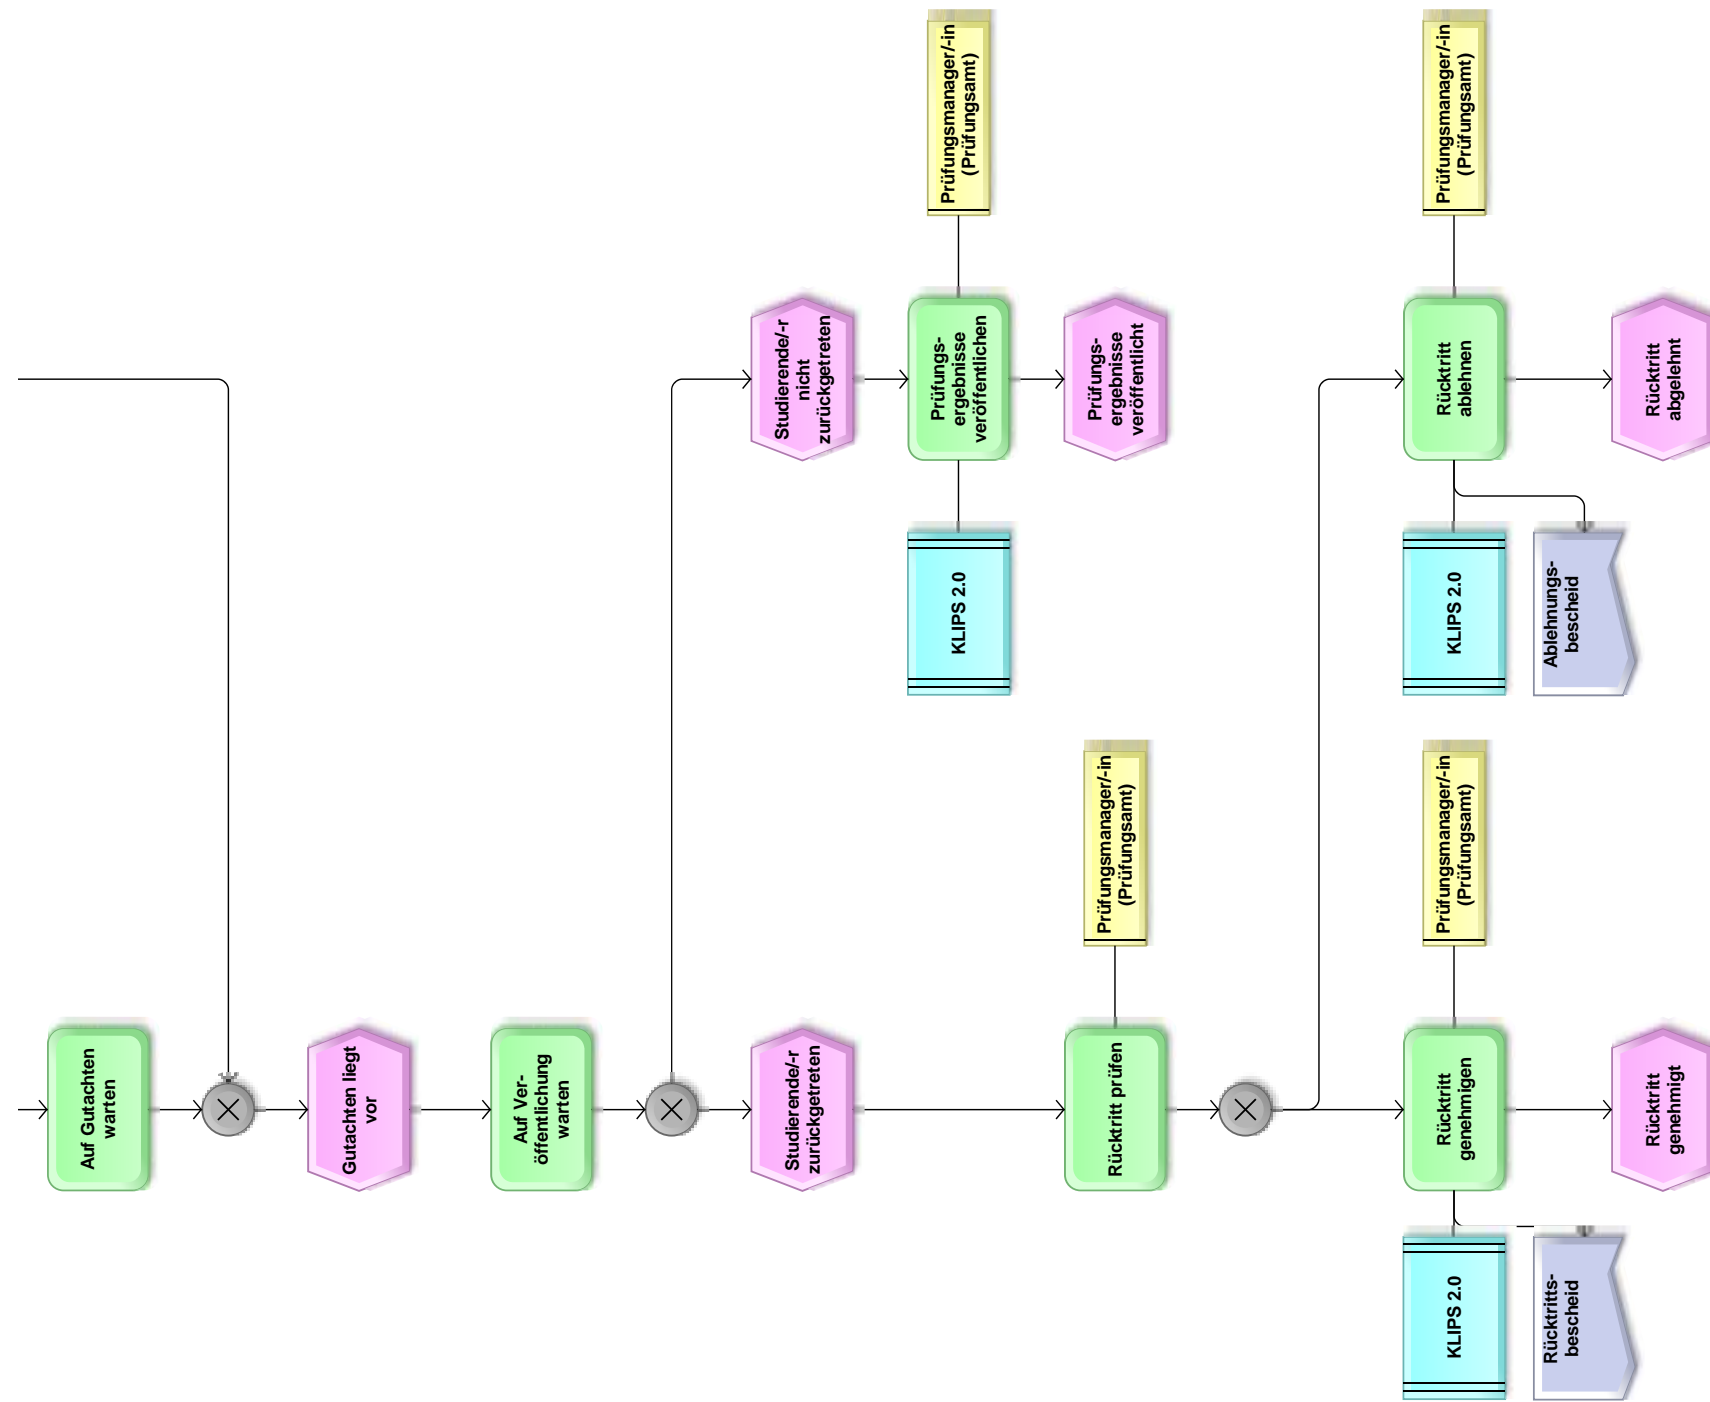 Auf Gutachten
warten
Gutachten liegt
vor
Auf Ver-
öffentlichung
warten
Studierende/-r
nicht
zurückgetreten
Studierende/-r
zurückgetreten
Prüfungsmanager/-in
(Prüfungsamt)
Prüfungs-
ergebnisse
veröffentlichen
KLIPS 2.0
Prüfungs-
ergebnisse
veröffentlicht
Prüfungsmanager/-in
(Prüfungsamt)
Rücktritt prüfen
Prüfungsmanager/-in
(Prüfungsamt)
Rücktritt
ablehnen
KLIPS 2.0
Ablehnungs-
bescheid
Rücktritt
abgelehnt
Prüfungsmanager/-in
(Prüfungsamt)
Rücktritt
genehmigen
KLIPS 2.0
Rücktritts-
bescheid
Rücktritt
genehmigt